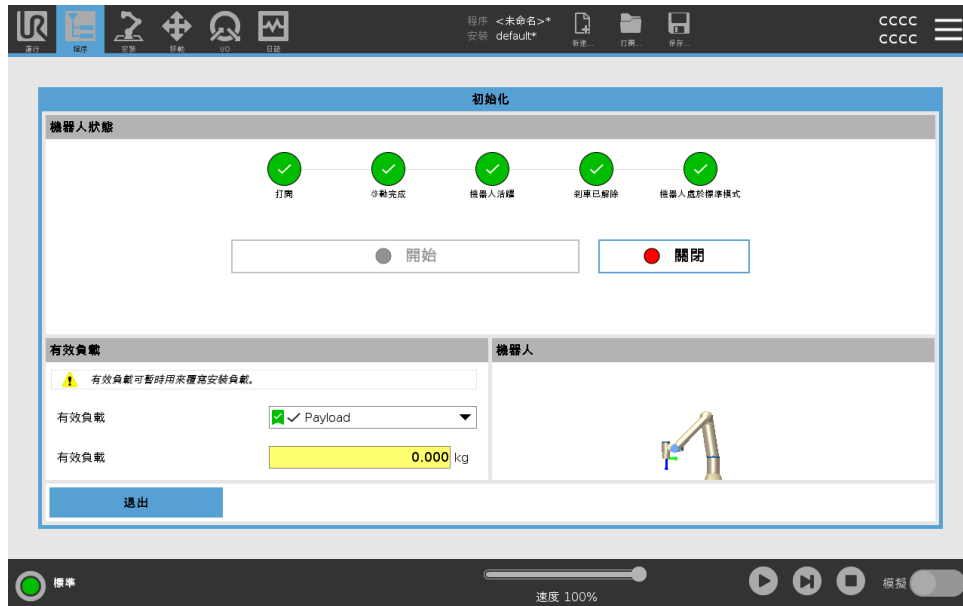 程序 <未命名>*
安裝 default*
CCCC
CCCC
運行
程序
安裝
移動
I/O
日誌
新建...
打開...
保存...
初始化
機器人狀態
打開
啓動完成
機器人活躍
剎車已解除
機器人處於標準模式
開始
關閉
有效負載
機器人
有效負載可暫時用來覆寫安裝負載。
有效負載
Payload
有效負載
0.000 kg
退出
標準
速度 100%
模擬